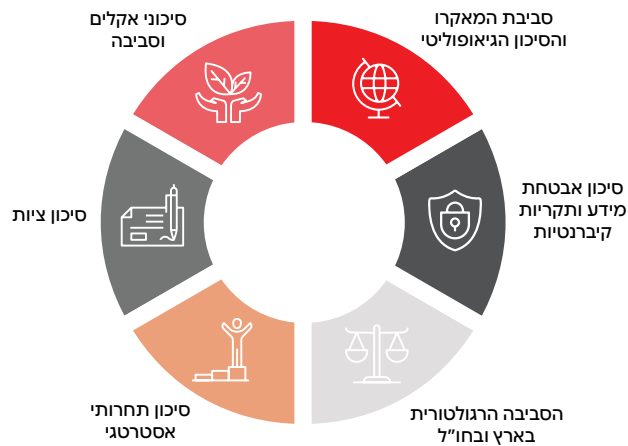 סביבת המאקרו
והסיכון הגיאופוליטי
סיכון אבטחת
מידע ותקריות
קיברנטיות
הסביבה הרגולטורית
בארץ ובחו"ל
סיכון תחרותי
אסטרטגי
סיכון ציות
סיכוני אקלים
וסביבה